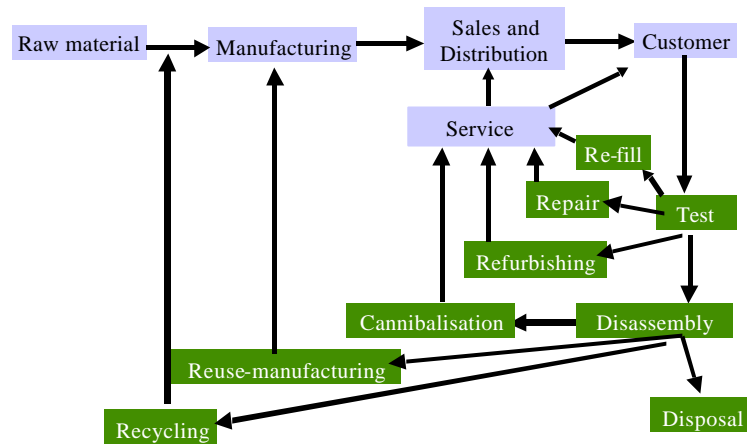 Raw material
Manufacturing
Sales and
Distribution
Customer
Service
Re-fill
Repair
Test
Refurbishing
Cannibalisation
Disassembly
Reuse-manufacturing
Recycling
Disposal